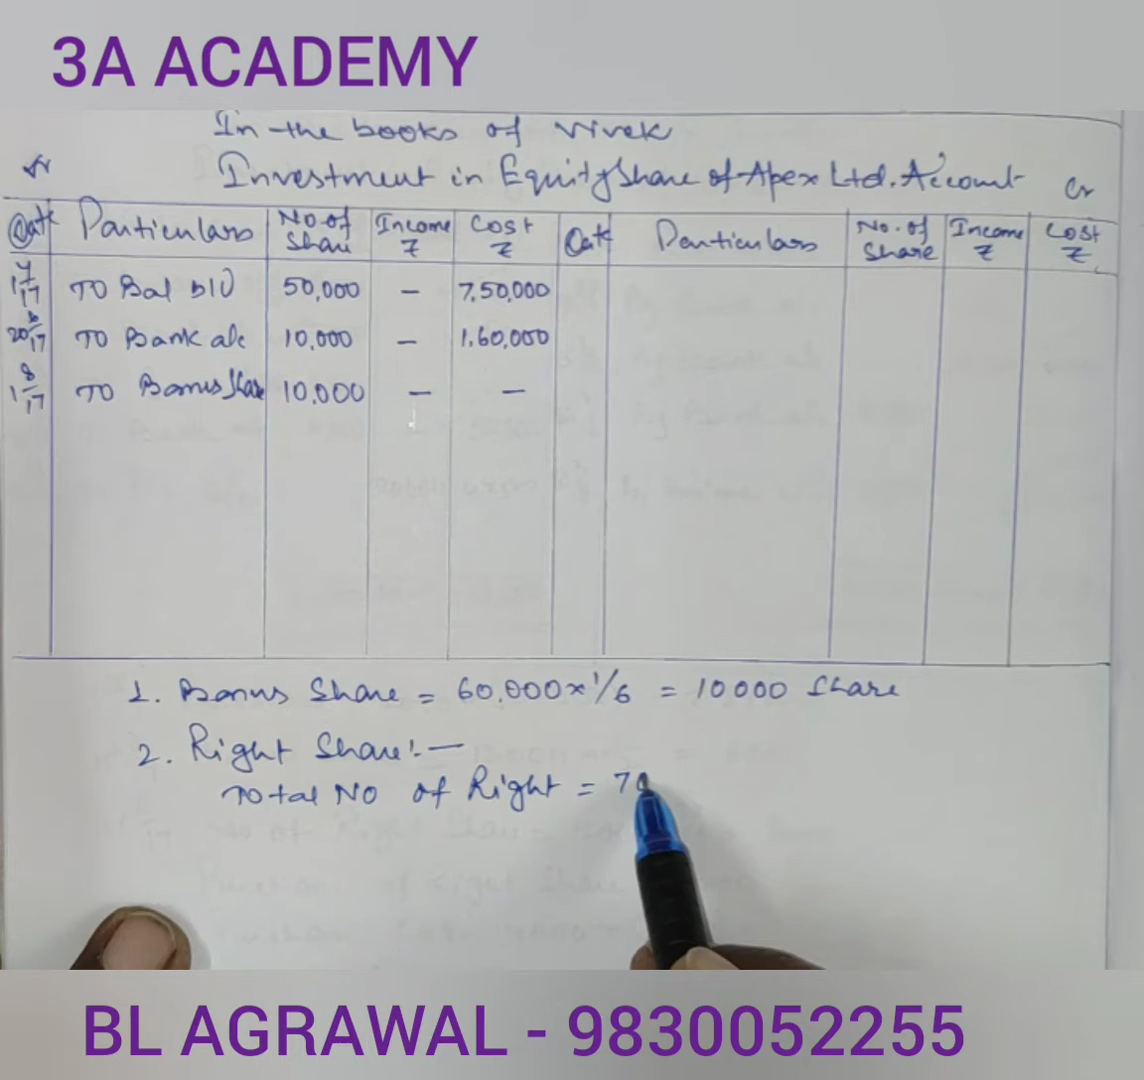 3A ACADEMY
In the books of Vivek
Dr
Investment in Equity Share of Apex Ltd. Account
Cr
Date Particulars No. of Share Income ₹ Cost ₹ Date Particulars No. of Share Income ₹ Cost ₹
1/4/17 TO Bal b/D 50,000 - 7,50,000
20/6/17 TO Bank a/c 10,000 - 1,60,000
1/8/17 TO Bonus Share 10,000 - -
1. Bonus Share = 60,000 x 1/6 = 10000 Share
2. Right Share :-
Total NO of Right = 70
BL AGRAWAL - 9830052255